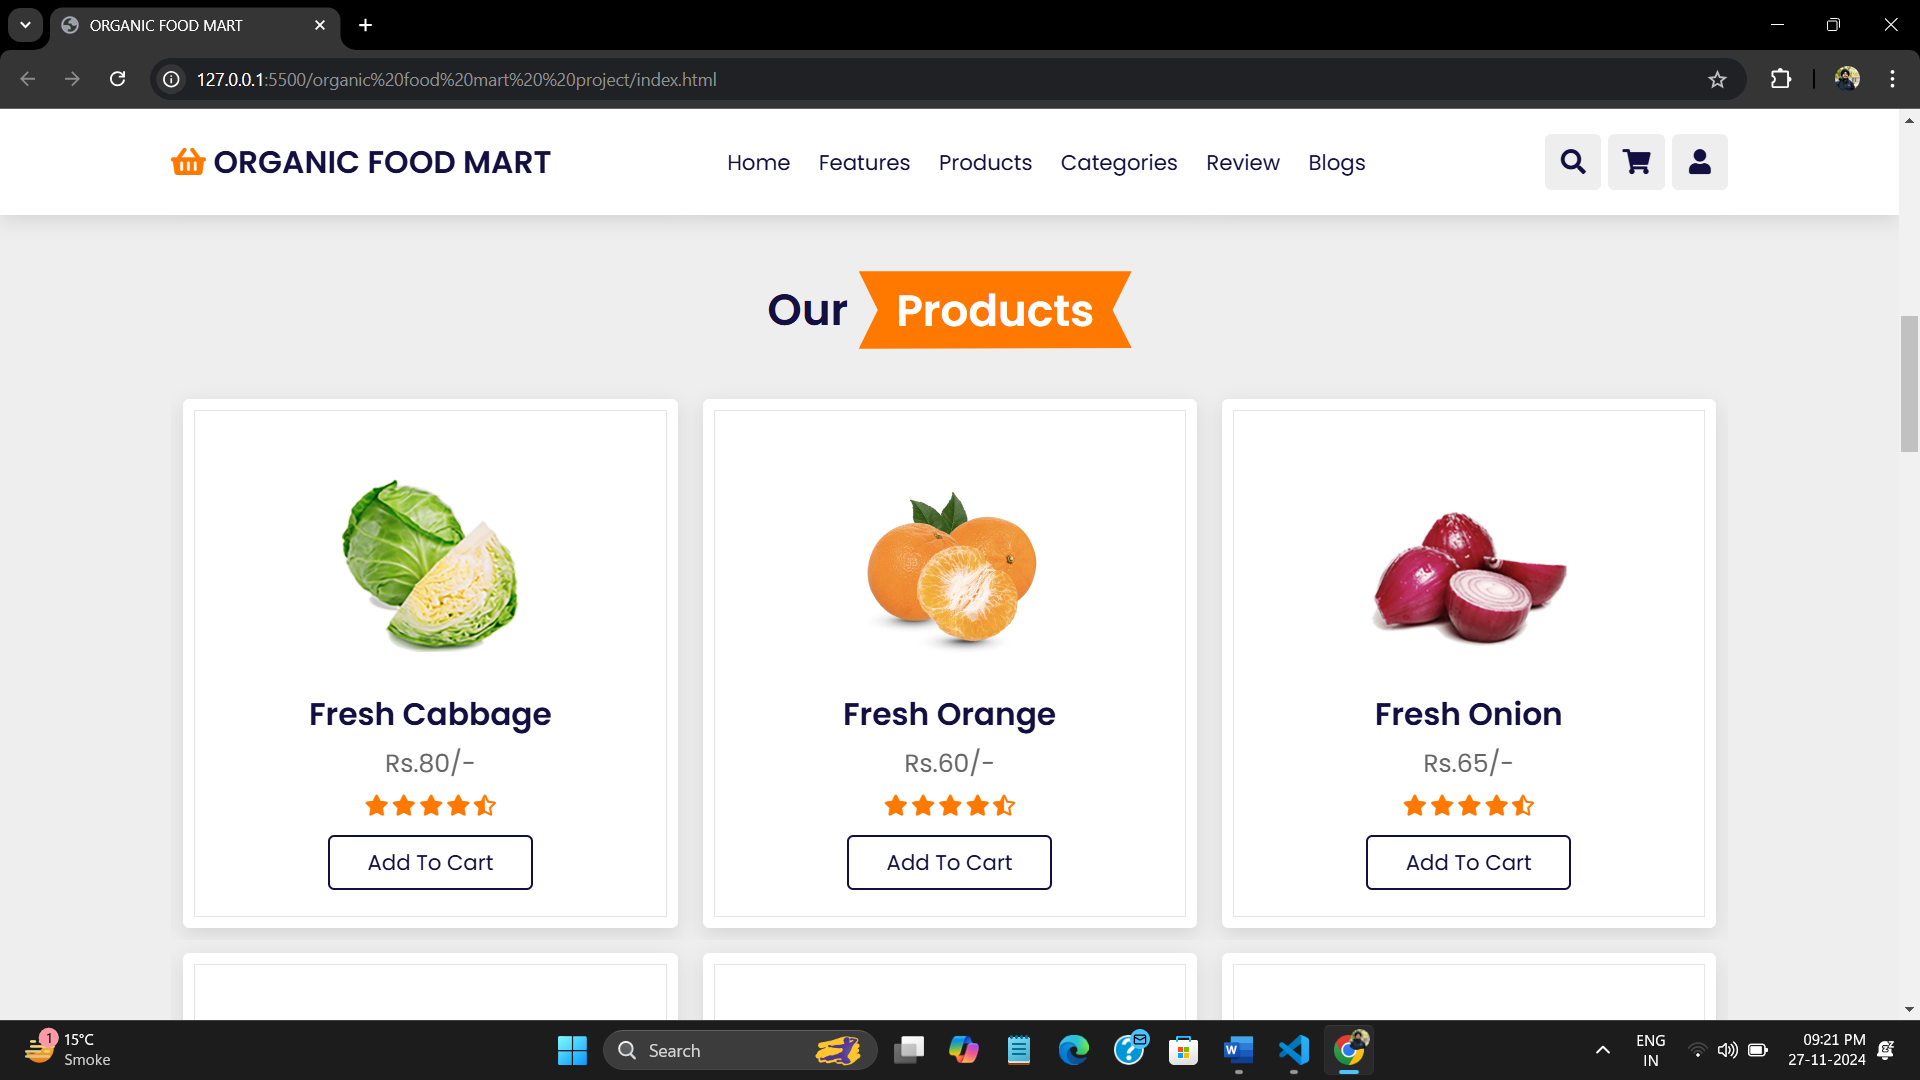 ORGANIC FOOD MART
127.0.0.1:5500/organic%20food%20mart%20%20project/index.html
ORGANIC FOOD MART
Home Features Products Categories Review Blogs
Our Products
Fresh Cabbage
Rs.80/-
Add To Cart
Fresh Orange
Rs.60/-
Add To Cart
Fresh Onion
Rs.65/-
Add To Cart
1
15°C
Smoke
Search
W
ENG
IN
09:21 PM
27-11-2024